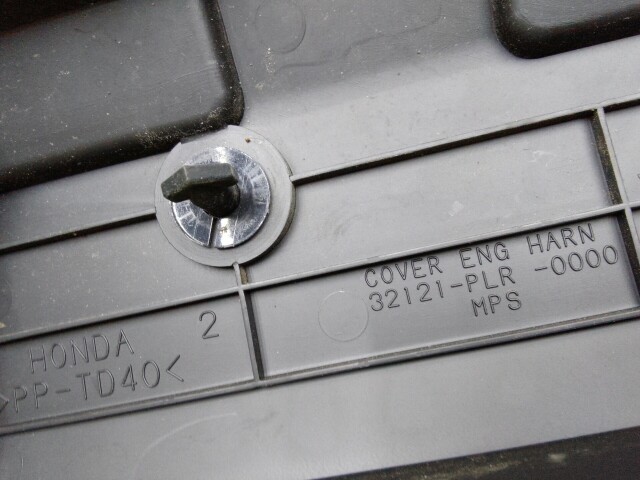 HONDA 2
>PP-TD40<
COVER ENG HARN
32121-PLR -0000
MPS